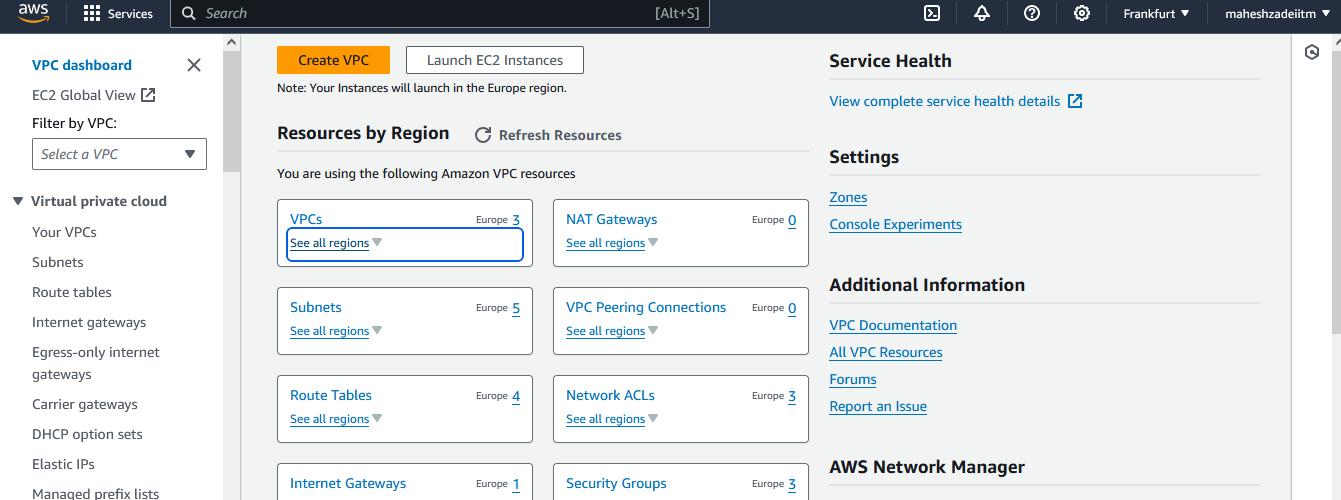 aws
Services
Search
[Alt+S]
Frankfurt
maheshzadeiitm
VPC dashboard
EC2 Global View
Filter by VPC:
Select a VPC
Virtual private cloud
Your VPCs
Subnets
Route tables
Internet gateways
Egress-only internet
gateways
Carrier gateways
DHCP option sets
Elastic IPs
Managed prefix lists
Create VPC
Launch EC2 Instances
Note: Your Instances will launch in the Europe region.
Resources by Region
Refresh Resources
You are using the following Amazon VPC resources
VPCs Europe 3
See all regions
NAT Gateways Europe 0
See all regions
Subnets Europe 5
See all regions
VPC Peering Connections Europe 0
See all regions
Route Tables Europe 4
See all regions
Network ACLs Europe 3
See all regions
Internet Gateways Europe 1
Security Groups Europe 3
Service Health
View complete service health details
Settings
Zones
Console Experiments
Additional Information
VPC Documentation
All VPC Resources
Forums
Report an Issue
AWS Network Manager